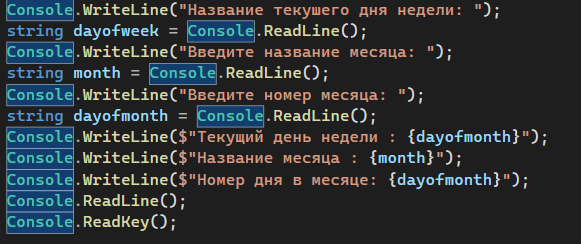 Console.WriteLine("Название текушего дня недели: ");
string dayofweek = Console.ReadLine();
Console.WriteLine("Введите название месяца: ");
string month = Console.ReadLine();
Console.WriteLine("Введите номер месяца: ");
string dayofmonth = Console.ReadLine();
Console.WriteLine($"Текущий день недели : {dayofmonth}");
Console.WriteLine($"Название месяца : {month}");
Console.WriteLine($"Номер дня в месяце: {dayofmonth}");
Console.ReadLine();
Console.ReadKey();